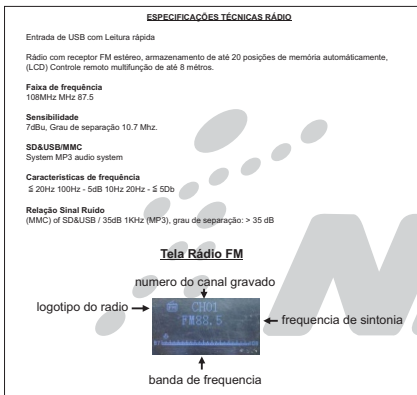 ESPECIFICAÇÕES TÉCNICAS RÁDIO
Entrada de USB com Leitura rápida
Rádio com receptor FM estéreo, armazenamento de até 20 posições de memória automáticamente,
(LCD) Controle remoto multifunção de até 8 métros.
Faixa de frequência
108MHz MHz 87.5
Sensibilidade
7dBu, Grau de separação 10.7 Mhz.
SD&USB/MMC
System MP3 audio system
Características de frequência
≦ 20Hz 100Hz - 5dB 10Hz 20Hz - ≦ 5Db
Relação Sinal Ruido
(MMC) of SD&USB / 35dB 1KHz (MP3), grau de separação: > 35 dB
Tela Rádio FM
numero do canal gravado
logotipo do radio
CH01
FM88.5
frequencia de sintonia
banda de frequencia